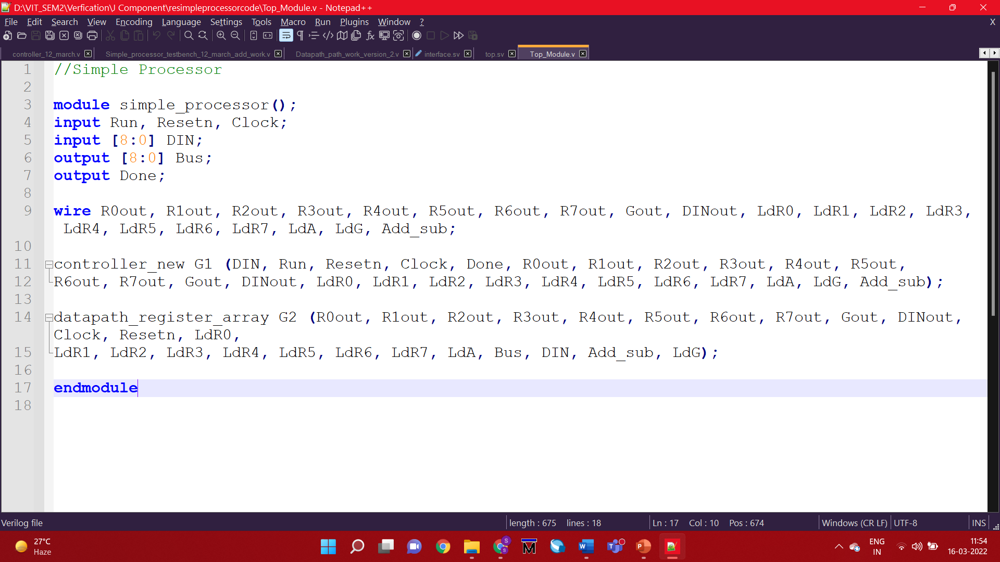 D:\VIT_SEM2\Verfication\J Component\resimpleprocessorcode\Top_Module.v - Notepad++
File Edit Search View Encoding Language Settings Tools Macro Run Plugins Window ? X
controller_12_march.v Simple_processor_testbench_12_march_add_work.v Datapath_path_work_version_2.v interface.sv top.sv Top_Module.v
1 //Simple Processor
2
3 module simple_processor();
4 input Run, Resetn, Clock;
5 input [8:0] DIN;
6 output [8:0] Bus;
7 output Done;
8
9 wire R0out, R1out, R2out, R3out, R4out, R5out, R6out, R7out, Gout, DINout, LdR0, LdR1, LdR2, LdR3,
LdR4, LdR5, LdR6, LdR7, LdA, LdG, Add_sub;
10
11 controller_new G1 (DIN, Run, Resetn, Clock, Done, R0out, R1out, R2out, R3out, R4out, R5out,
12 R6out, R7out, Gout, DINout, LdR0, LdR1, LdR2, LdR3, LdR4, LdR5, LdR6, LdR7, LdA, LdG, Add_sub);
13
14 datapath_register_array G2 (R0out, R1out, R2out, R3out, R4out, R5out, R6out, R7out, Gout, DINout,
Clock, Resetn, LdR0,
15 LdR1, LdR2, LdR3, LdR4, LdR5, LdR6, LdR7, LdA, Bus, DIN, Add_sub, LdG);
16
17 endmodule
18
Verilog file length : 675 lines : 18 Ln : 17 Col : 10 Pos : 674 Windows (CR LF) UTF-8 INS
27°C
Haze
ENG
IN
11:54
16-03-2022